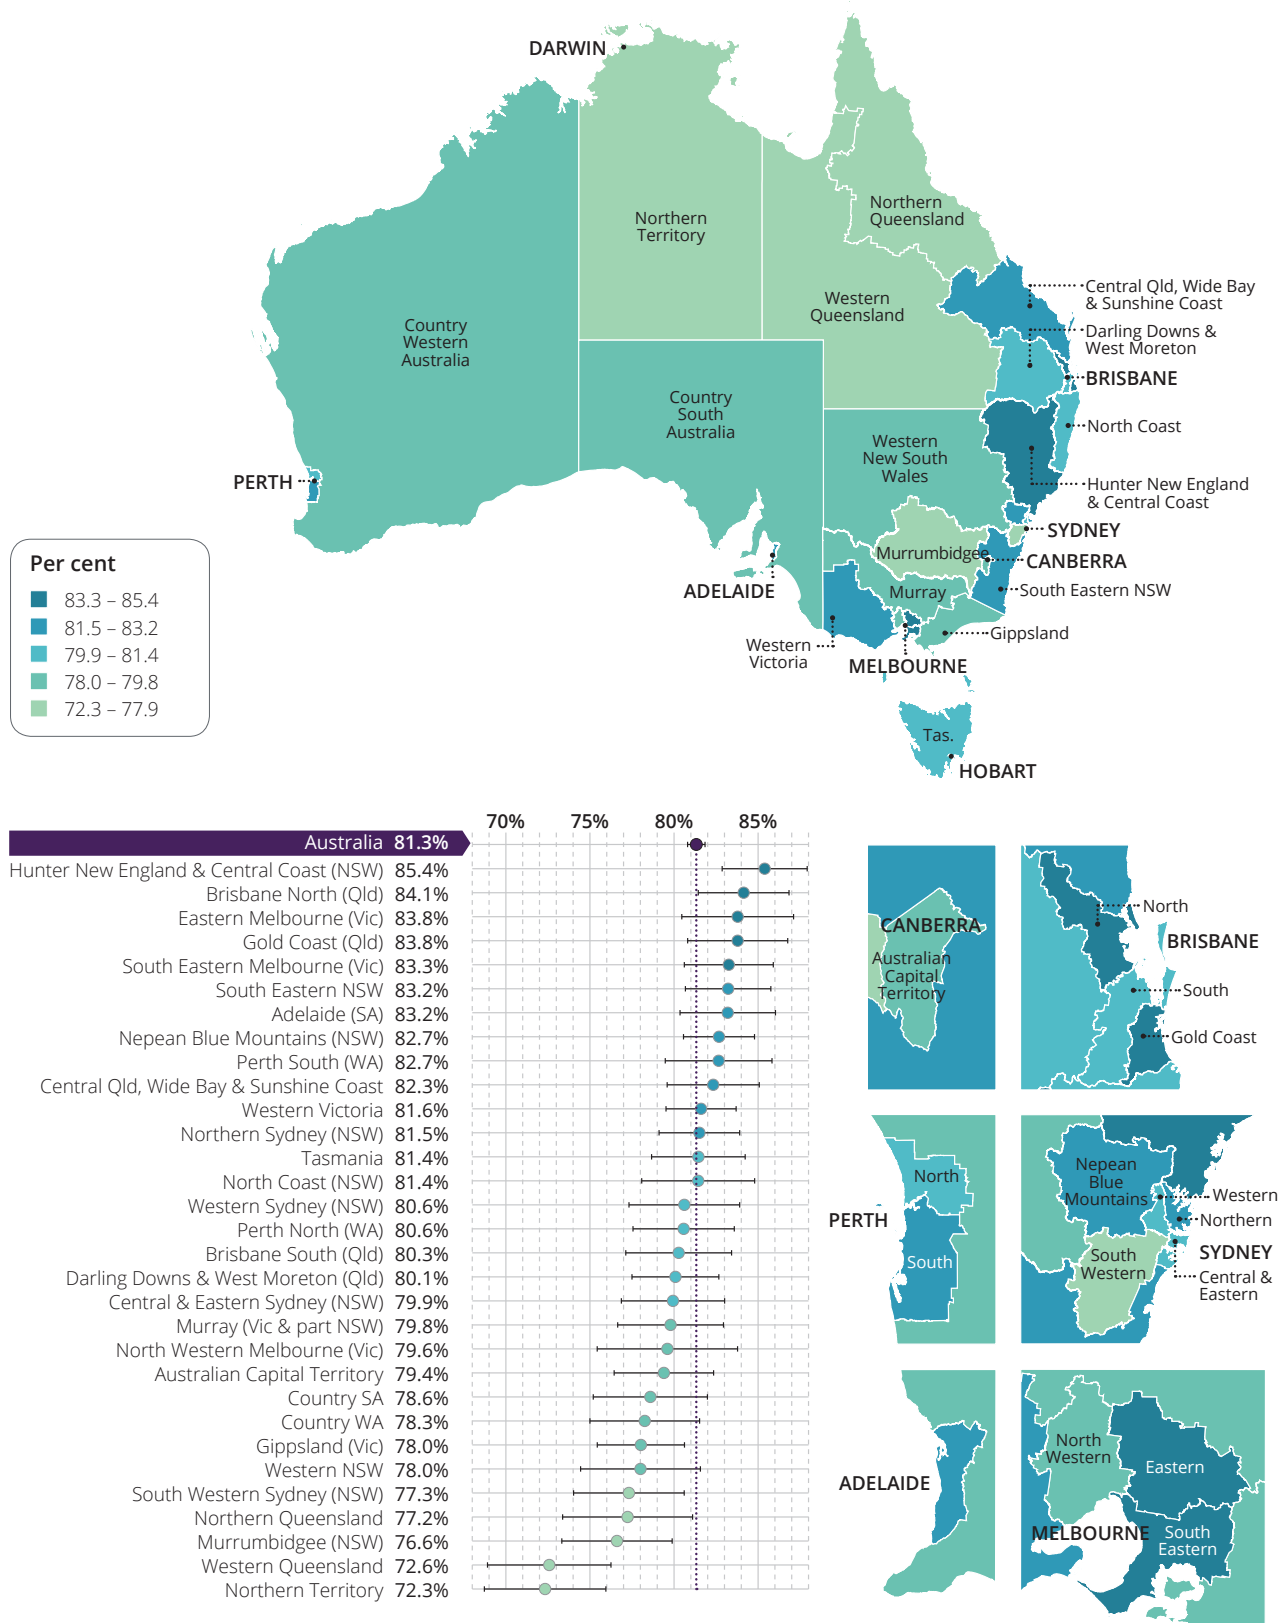 DARWIN
Northern
Territory
Northern
Queensland
Western
Queensland
Country
Western
Australia
Country
South
Australia
Western
New South
Wales
Central Qld, Wide Bay
& Sunshine Coast
Darling Downs &
West Moreton
BRISBANE
North Coast
Hunter New England
& Central Coast
PERTH
SYDNEY
Murrumbidgee
CANBERRA
ADELAIDE
Murray
South Eastern NSW
Gippsland
Western
Victoria
MELBOURNE
Tas.
HOBART
Per cent
83.3 – 85.4
81.5 – 83.2
79.9 – 81.4
78.0 – 79.8
72.3 – 77.9
70% 75% 80% 85%
Australia 81.3%
Hunter New England & Central Coast (NSW) 85.4%
Brisbane North (Qld) 84.1%
Eastern Melbourne (Vic) 83.8%
Gold Coast (Qld) 83.8%
South Eastern Melbourne (Vic) 83.3%
South Eastern NSW 83.2%
Adelaide (SA) 83.2%
Nepean Blue Mountains (NSW) 82.7%
Perth South (WA) 82.7%
Central Qld, Wide Bay & Sunshine Coast 82.3%
Western Victoria 81.6%
Northern Sydney (NSW) 81.5%
Tasmania 81.4%
North Coast (NSW) 81.4%
Western Sydney (NSW) 80.6%
Perth North (WA) 80.6%
Brisbane South (Qld) 80.3%
Darling Downs & West Moreton (Qld) 80.1%
Central & Eastern Sydney (NSW) 79.9%
Murray (Vic & part NSW) 79.8%
North Western Melbourne (Vic) 79.6%
Australian Capital Territory 79.4%
Country SA 78.6%
Country WA 78.3%
Gippsland (Vic) 78.0%
Western NSW 78.0%
South Western Sydney (NSW) 77.3%
Northern Queensland 77.2%
Murrumbidgee (NSW) 76.6%
Western Queensland 72.6%
Northern Territory 72.3%
CANBERRA
Australian
Capital
Territory
North
BRISBANE
South
Gold Coast
North
PERTH
South
Nepean
Blue
Mountains
Western
Northern
SYDNEY
South
Western
Central &
Eastern
ADELAIDE
North
Western
Eastern
MELBOURNE
South
Eastern